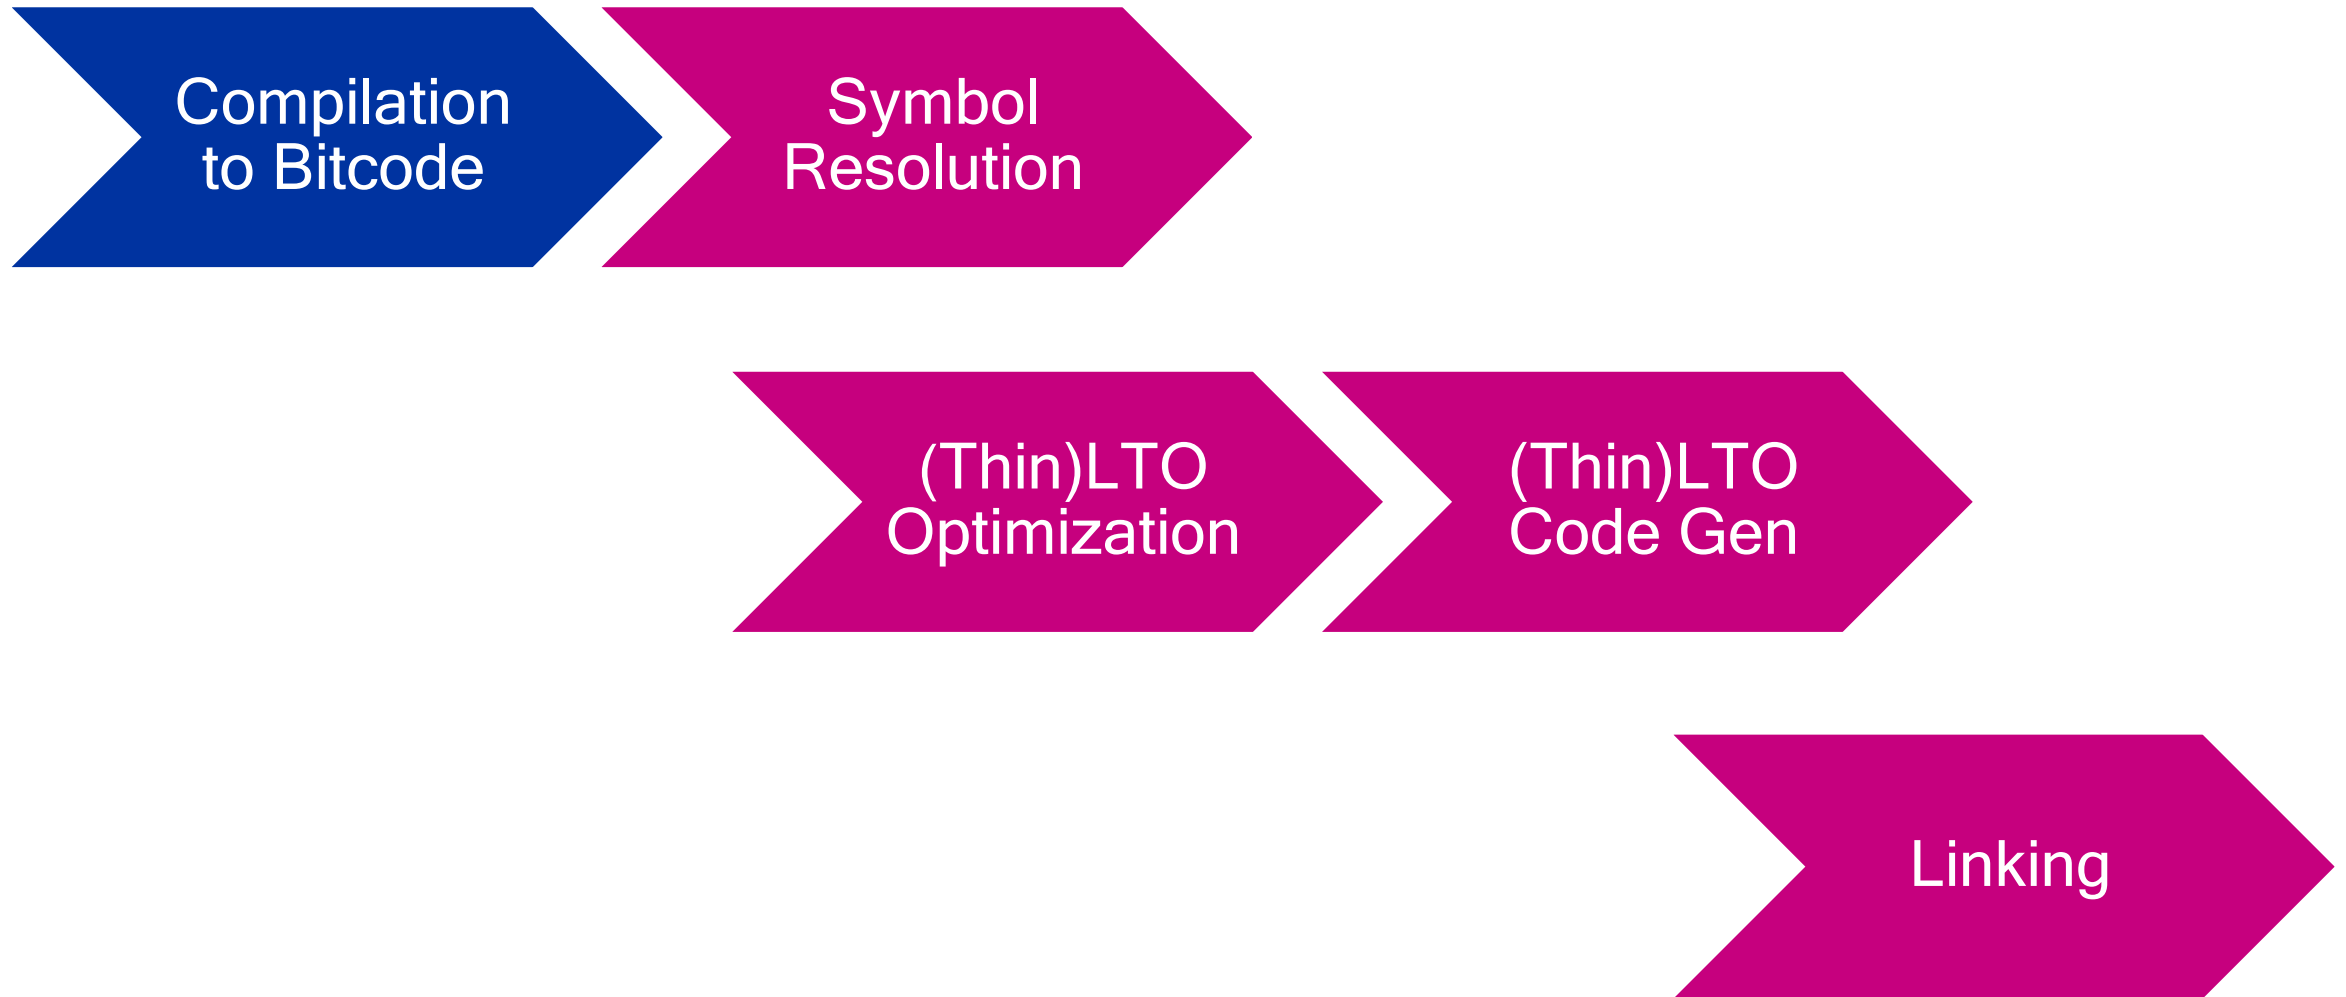 Compilation
to Bitcode
Symbol
Resolution
(Thin)LTO
Optimization
(Thin)LTO
Code Gen
Linking